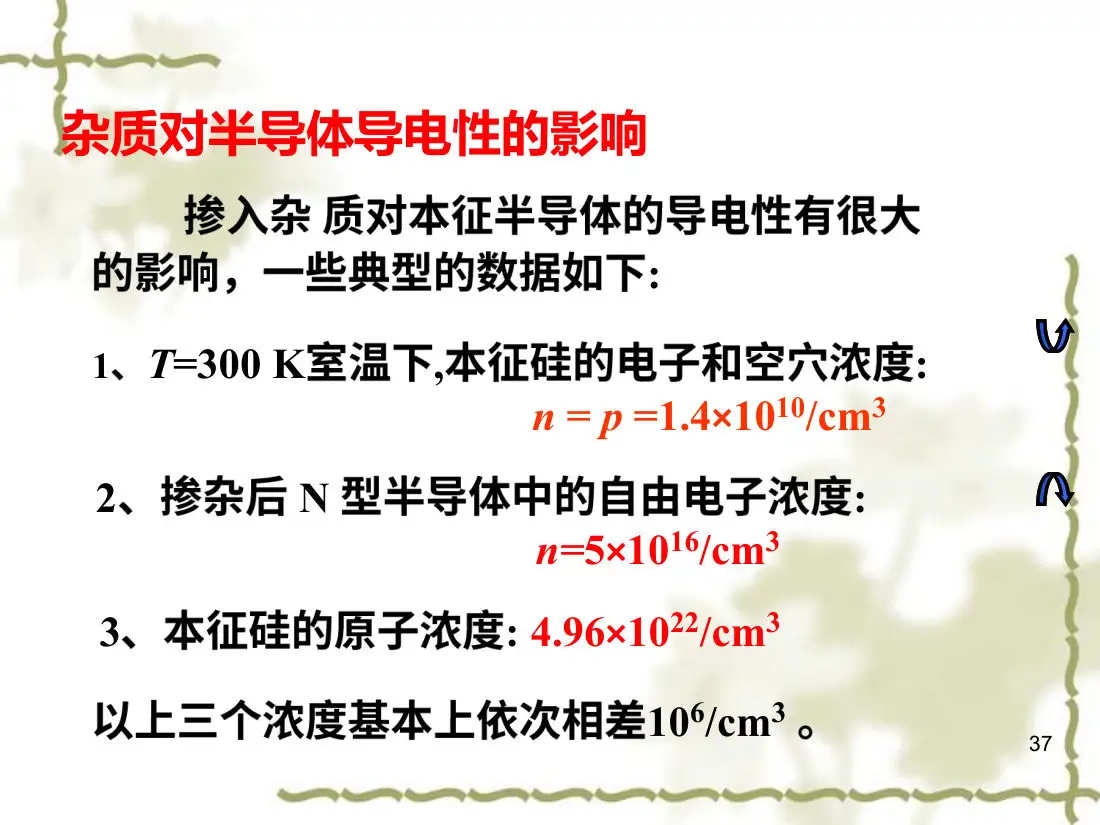 杂质对半导体导电性的影响
掺入杂 质对本征半导体的导电性有很大
的影响，一些典型的数据如下:
1、T=300 K室温下,本征硅的电子和空穴浓度:
n = p =1.4×10¹⁰/cm³
2、掺杂后 N 型半导体中的自由电子浓度:
n=5×10¹⁶/cm³
3、本征硅的原子浓度: 4.96×10²²/cm³
以上三个浓度基本上依次相差10⁶/cm³ 。
37